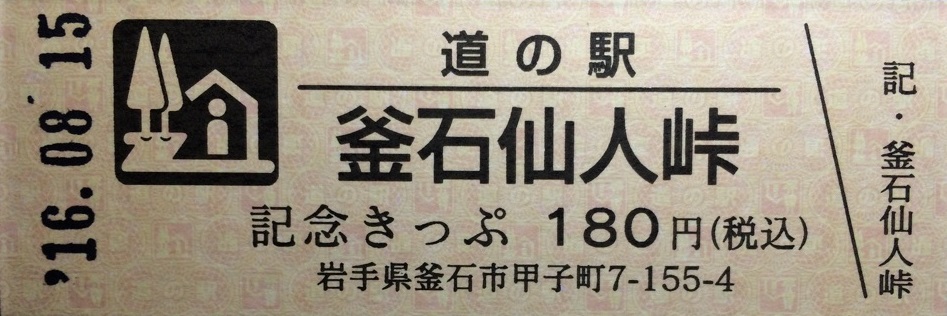 '16.08.15
道の駅
釜石仙人峠
記念きっぷ 180円(税込)
岩手県釜石市甲子町7-155-4
記・釜石仙人峠